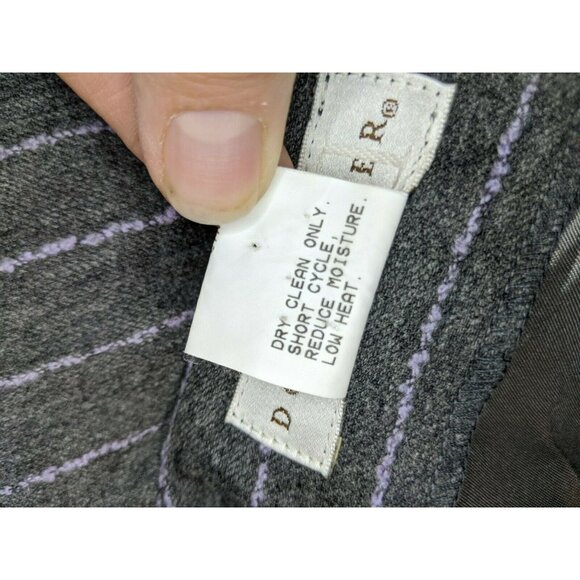 DRY CLEAN ONLY.
SHORT CYCLE,
REDUCE MOISTURE.
LOW HEAT.